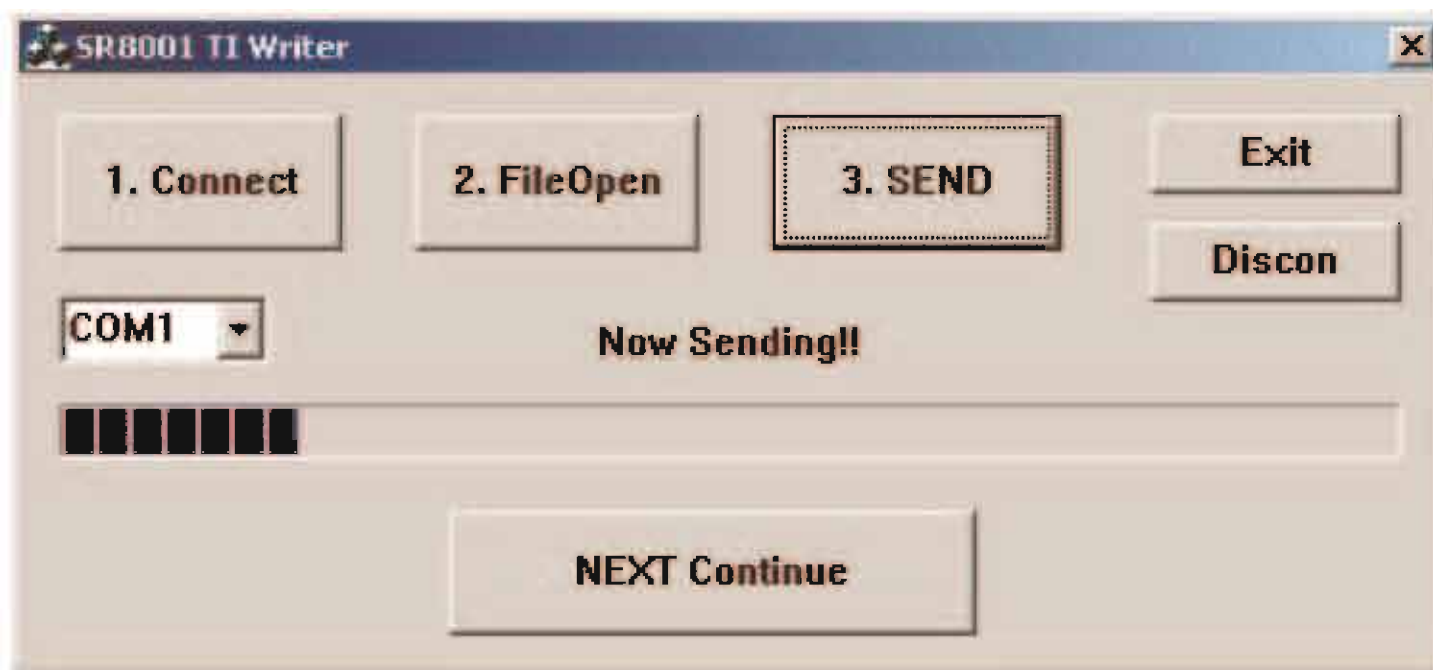 SR8001 TI Writer
1. Connect
2. FileOpen
3. SEND
Exit
Discon
COM1
Now Sending!!
NEXT Continue